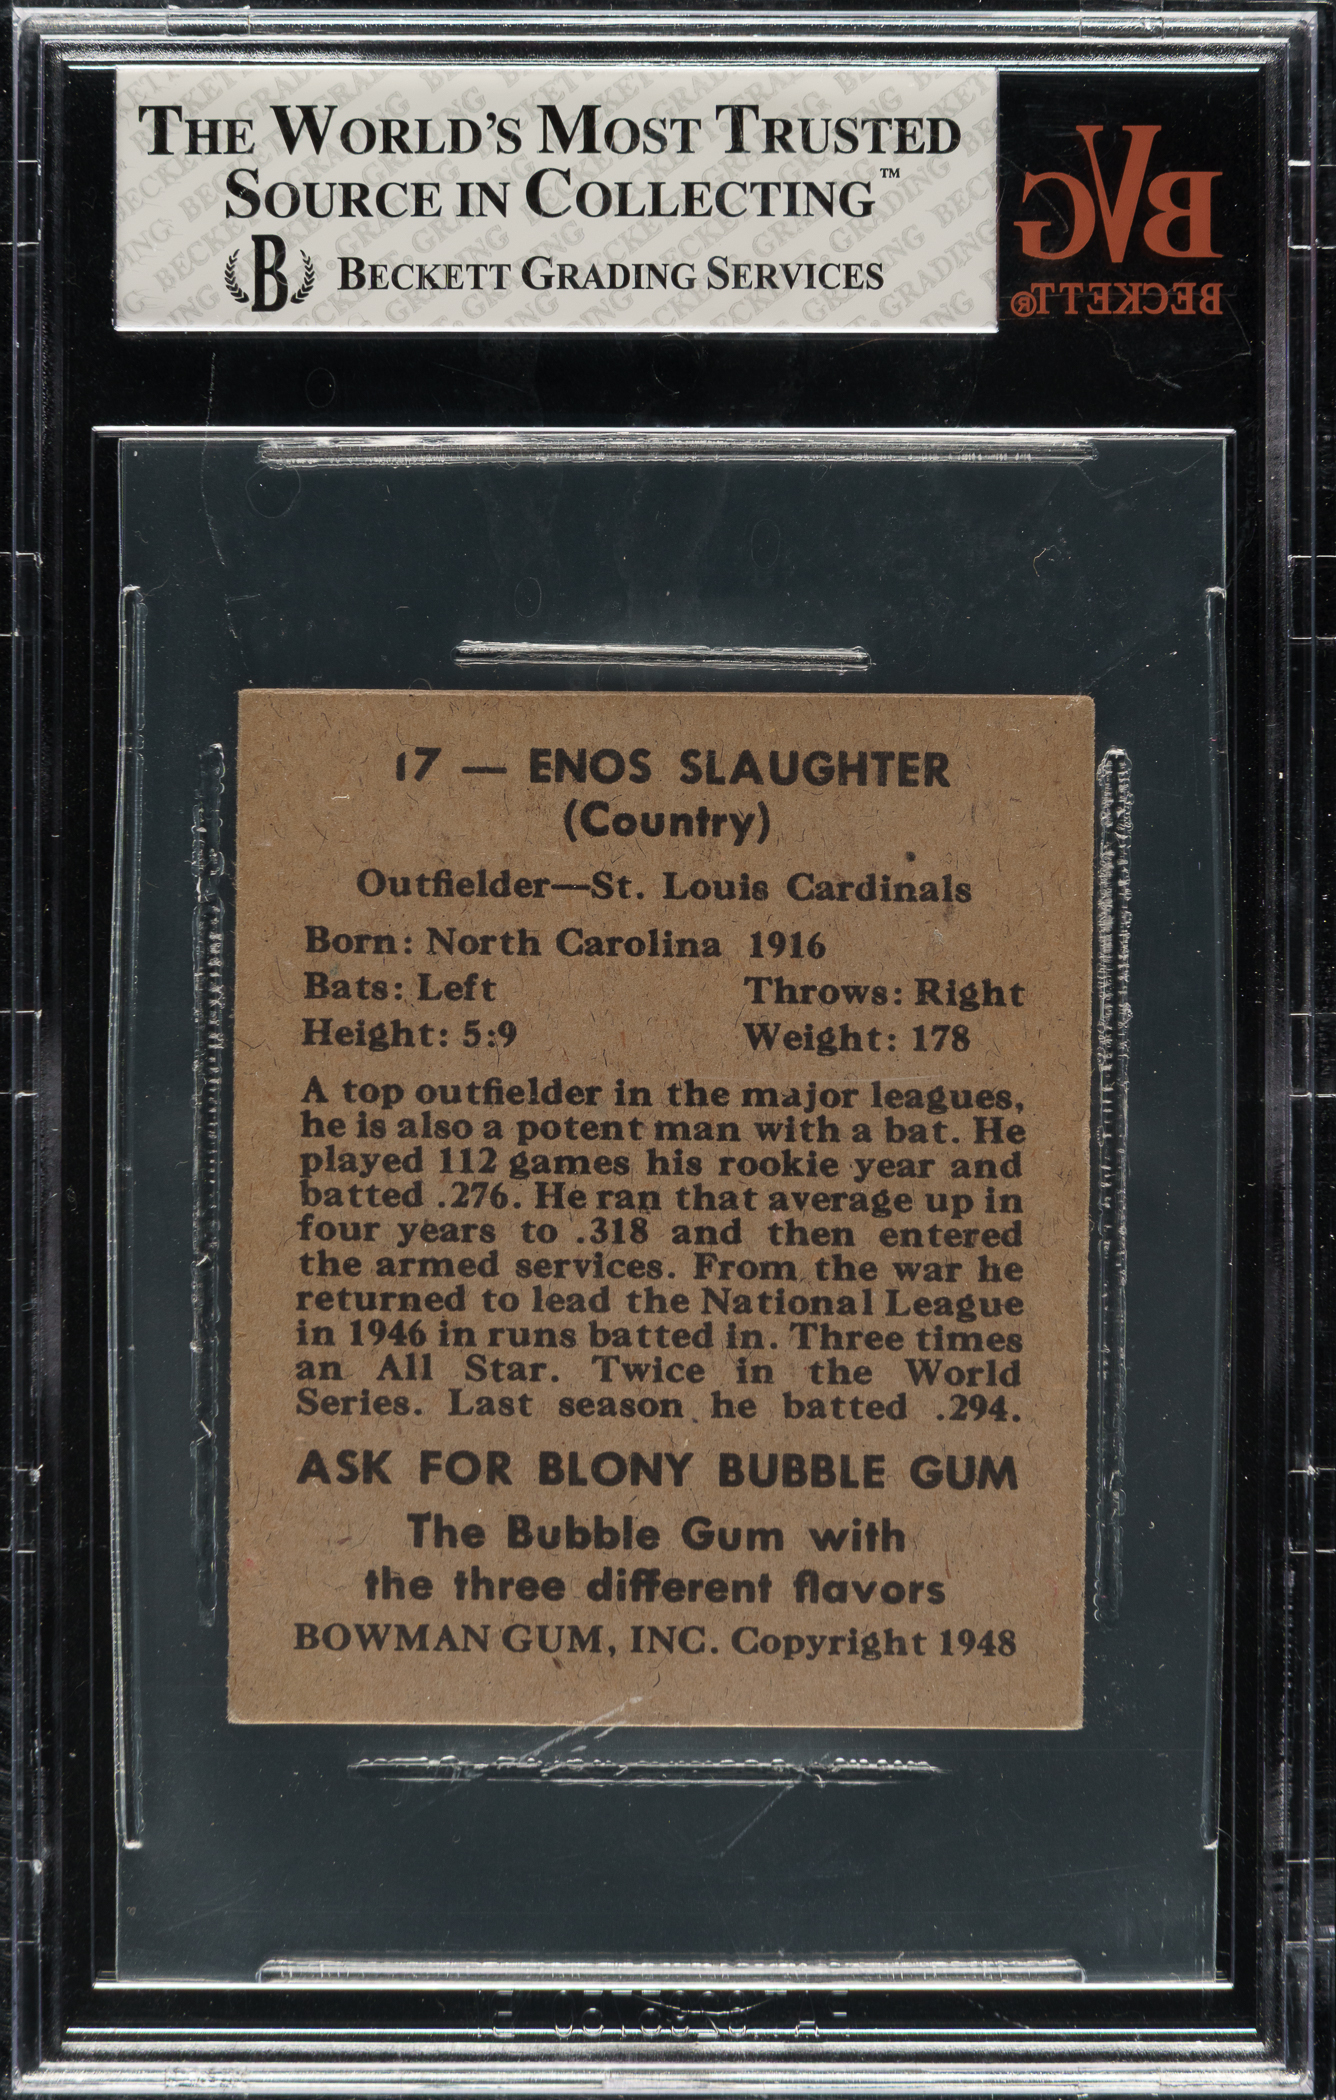 THE WORLD'S MOST TRUSTED
SOURCE IN COLLECTING™
B BECKETT GRADING SERVICES
BVG
BECKETT®
17 — ENOS SLAUGHTER
(Country)
Outfielder—St. Louis Cardinals
Born: North Carolina 1916
Bats: Left Throws: Right
Height: 5:9 Weight: 178
A top outfielder in the major leagues,
he is also a potent man with a bat. He
played 112 games his rookie year and
batted .276. He ran that average up in
four years to .318 and then entered
the armed services. From the war he
returned to lead the National League
in 1946 in runs batted in. Three times
an All Star. Twice in the World
Series. Last season he batted .294.
ASK FOR BLONY BUBBLE GUM
The Bubble Gum with
the three different flavors
BOWMAN GUM, INC. Copyright 1948